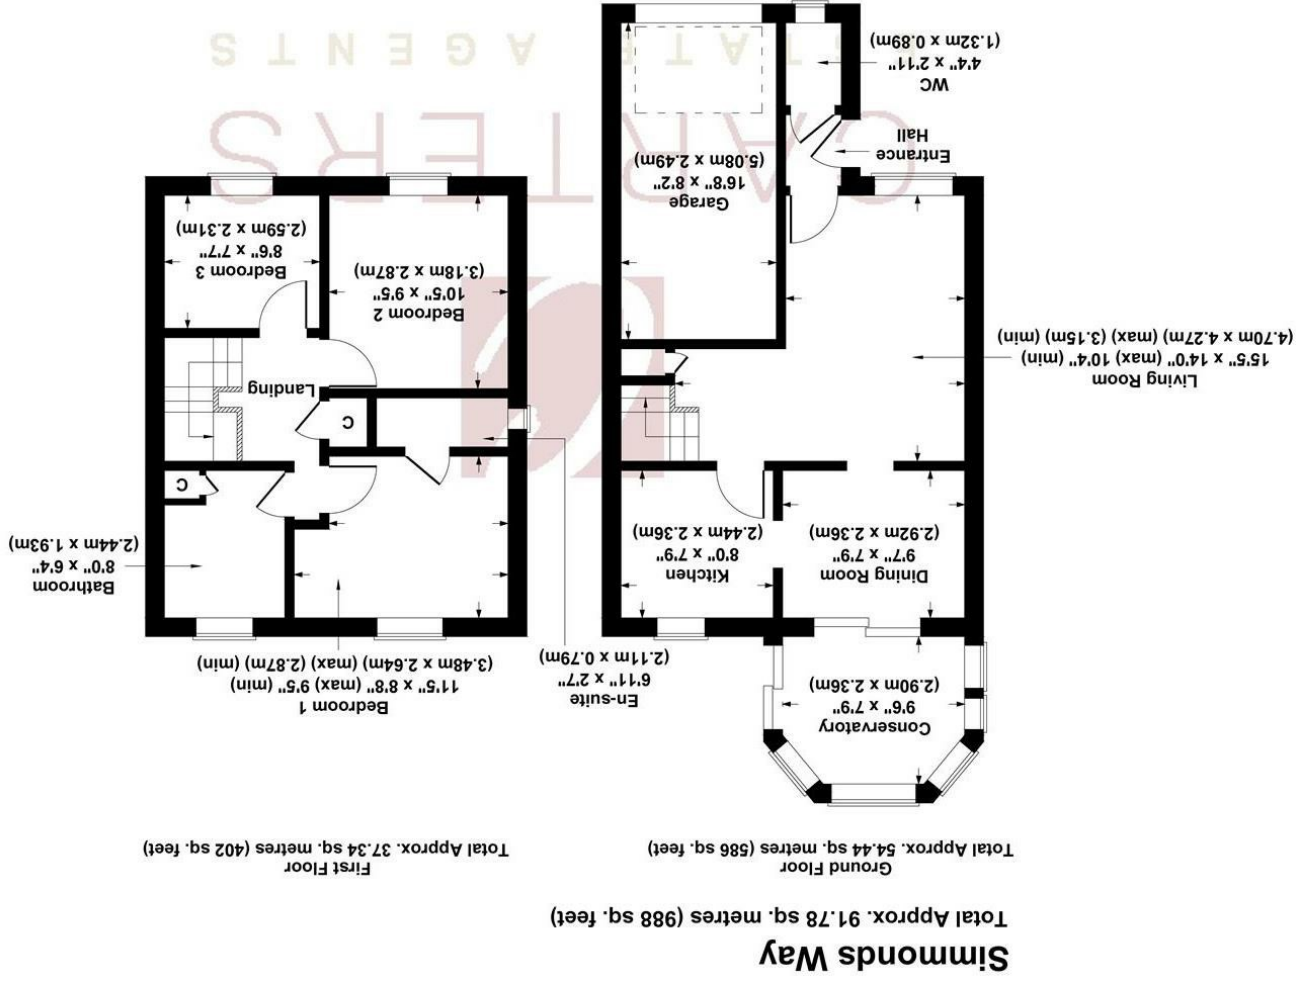 Simmonds Way
Total Approx. 91.78 sq. metres (988 sq. feet)
Ground Floor
Total Approx. 54.44 sq. metres (586 sq. feet)
First Floor
Total Approx. 37.34 sq. metres (402 sq. feet)
Conservatory
9'6" x 7'9"
(2.90m x 2.36m)
Dining Room
9'7" x 7'9"
(2.92m x 2.36m)
Kitchen
8'0" x 7'9"
(2.44m x 2.36m)
Living Room
15'5" x 14'0" (max) 10'4" (min)
(4.70m x 4.27m) (max) (3.15m) (min)
Garage
16'8" x 8'2"
(5.08m x 2.49m)
Entrance
Hall
WC
4'4" x 2'11"
(1.32m x 0.89m)
En-suite
6'11" x 2'7"
(2.11m x 0.79m)
Bedroom 1
11'5" x 8'8" (max) 9'5" (min)
(3.48m x 2.64m) (max) (2.87m) (min)
Bathroom
8'0" x 6'4"
(2.44m x 1.93m)
C
C
Landing
Bedroom 2
10'5" x 9'5"
(3.18m x 2.87m)
Bedroom 3
8'6" x 7'7"
(2.59m x 2.31m)
CARTERS
ESTATE AGENTS